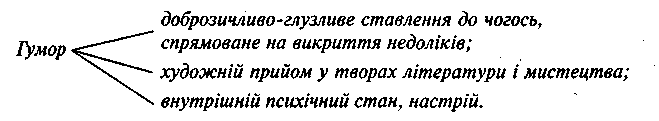 доброзичливо-глузливе ставлення до чогось,
спрямоване на викриття недоліків;
Гумор
художній прийом у творах літератури і мистецтва;
внутрішній психічний стан, настрій.